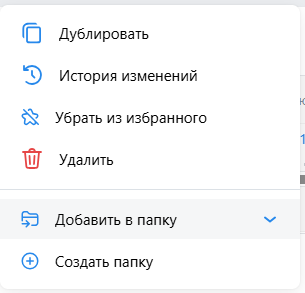 Дублировать
История изменений
Убрать из избранного
Удалить
Добавить в папку
Создать папку